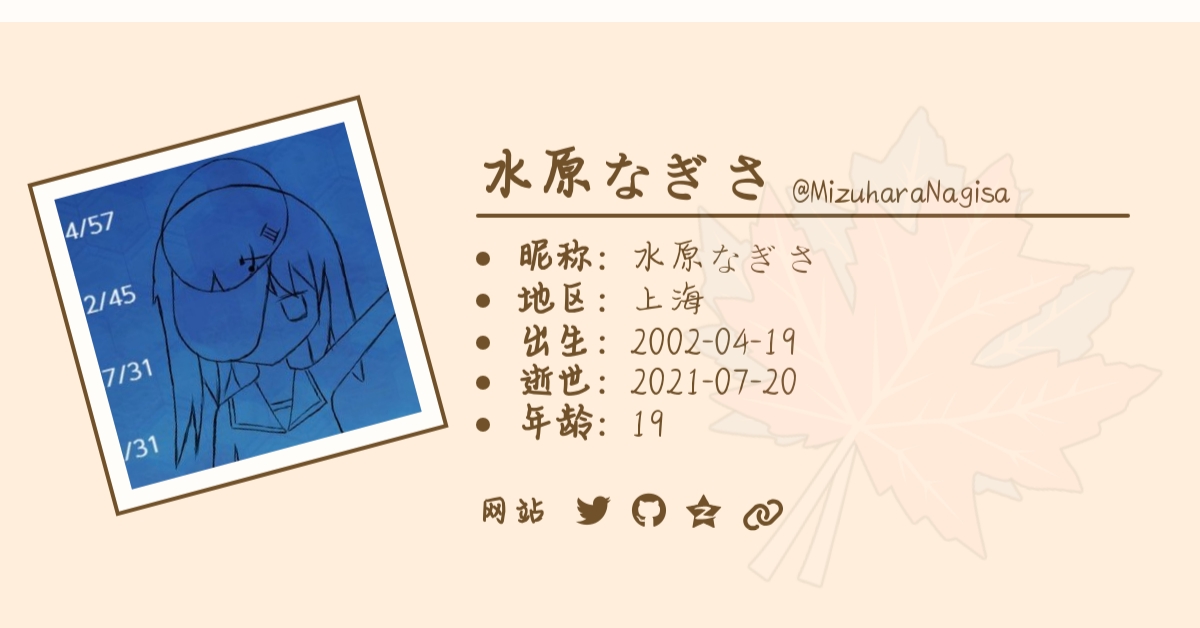 4/57
2/45
7/31
/31
水原なぎさ @MizuharaNagisa
昵称：水原なぎさ
地区：上海
出生：2002-04-19
逝世：2021-07-20
年龄：19
网站